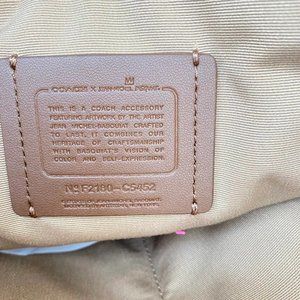 COACH X JEAN-MICHEL BASQUIAT
THIS IS A COACH ACCESSORY
FEATURING ARTWORK BY THE ARTIST
JEAN MICHEL-BASQUIAT CRAFTED
TO LAST. IT COMBINES OUR
HERITAGE OF CRAFTSMANSHIP
WITH BASQUIAT'S VISION OF
COLOR AND SELF-EXPRESSION.
No F2180-C5452